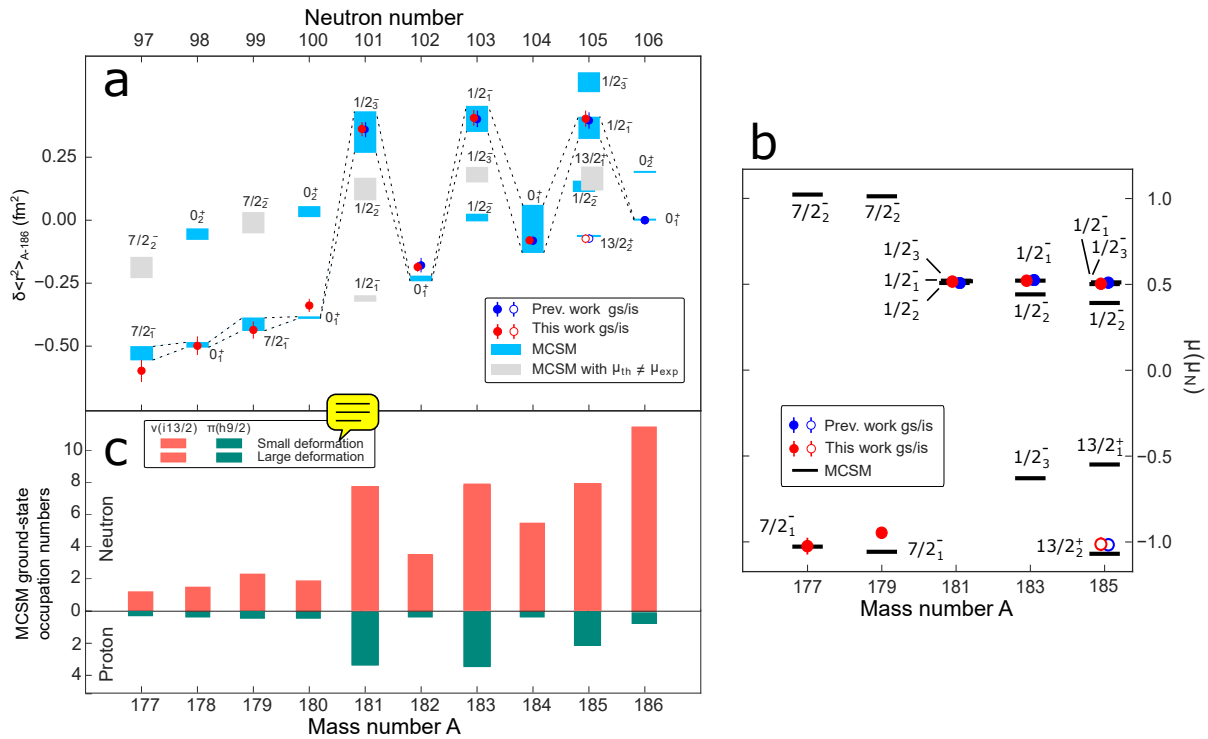 Neutron number
97 98 99 100 101 102 103 104 105 106
a
δ<r²>A-186 (fm²)
0.25
0.00
−0.25
−0.50
7/2₂⁻
7/2₁⁻
0₂⁺
0₁⁺
7/2₂⁻
7/2₁⁻
0₂⁺
0₁⁺
1/2₃⁻
1/2₂⁻
1/2₁⁻
0₁⁺
1/2₁⁻
1/2₃⁻
1/2₂⁻
0₁⁺
1/2₃⁻
1/2₁⁻
13/2₁⁺
1/2₂⁻
13/2₂⁺
0₂⁺
0₁⁺
Prev. work gs/is
This work gs/is
MCSM
MCSM with μth ≠ μexp
c
ν(i13/2) π(h9/2)
Small deformation
Large deformation
MCSM ground-state
occupation numbers
Neutron
Proton
10
8
6
4
2
0
2
4
177 178 179 180 181 182 183 184 185 186
Mass number A
b
7/2₂⁻
7/2₂⁻
1/2₃⁻
1/2₁⁻
1/2₂⁻
1/2₁⁻
1/2₂⁻
1/2₁⁻
1/2₃⁻
1/2₂⁻
1/2₃⁻
13/2₁⁺
7/2₁⁻
7/2₁⁻
13/2₂⁺
Prev. work gs/is
This work gs/is
MCSM
1.0
0.5
0.0
−0.5
−1.0
μ(μN)
177 179 181 183 185
Mass number A